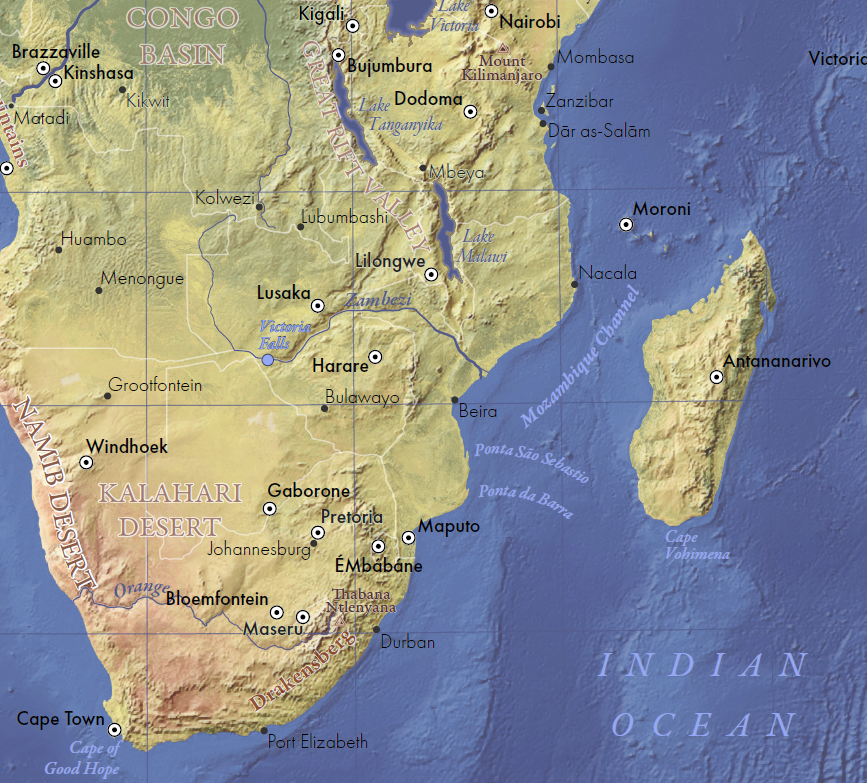 CONGO
BASIN
Kigali
Lake
Victoria
Nairobi
Brazzaville
Kinshasa
Bujumbura
Mount
Kilimanjaro
Mombasa
Victoria
Kikwit
Matadi
GREAT RIFT VALLEY
Lake
Tanganyika
Dodoma
Zanzibar
Dār as-Salām
Mbeya
Kolwezi
Lubumbashi
Moroni
Huambo
Menongue
Lilongwe
Lake
Malawi
Nacala
Lusaka
Zambezi
Victoria
Falls
Mozambique Channel
Harare
Antananarivo
Grootfontein
Bulawayo
Beira
NAMIB DESERT
Windhoek
Ponta São Sebastio
Ponta da Barra
KALAHARI
DESERT
Gaborone
Pretoria
Maputo
Johannesburg
ÉMbábáne
Cape
Vohimena
Orange
Bloemfontein
Thabana
Ntlenyana
Maseru
Durban
Drakensberg
INDIAN
OCEAN
Cape Town
Cape of
Good Hope
Port Elizabeth